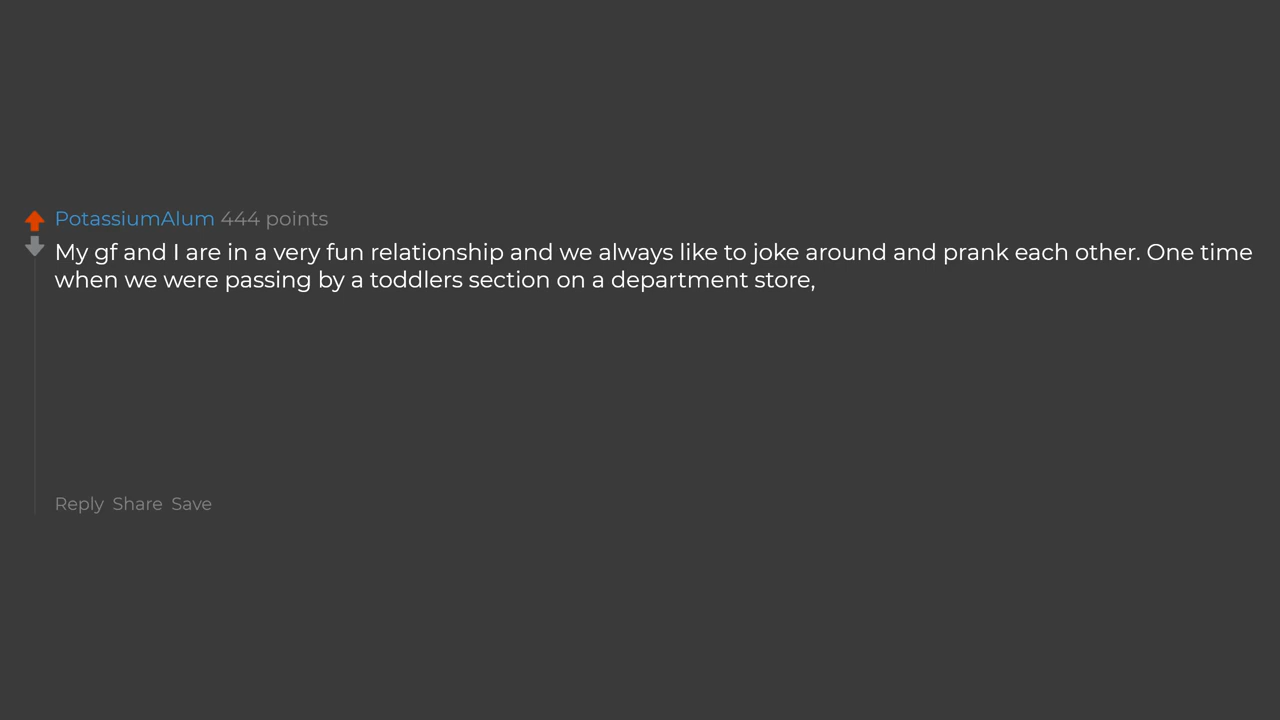 PotassiumAlum 444 points
My gf and I are in a very fun relationship and we always like to joke around and prank each other. One time
when we were passing by a toddlers section on a department store,
Reply Share Save